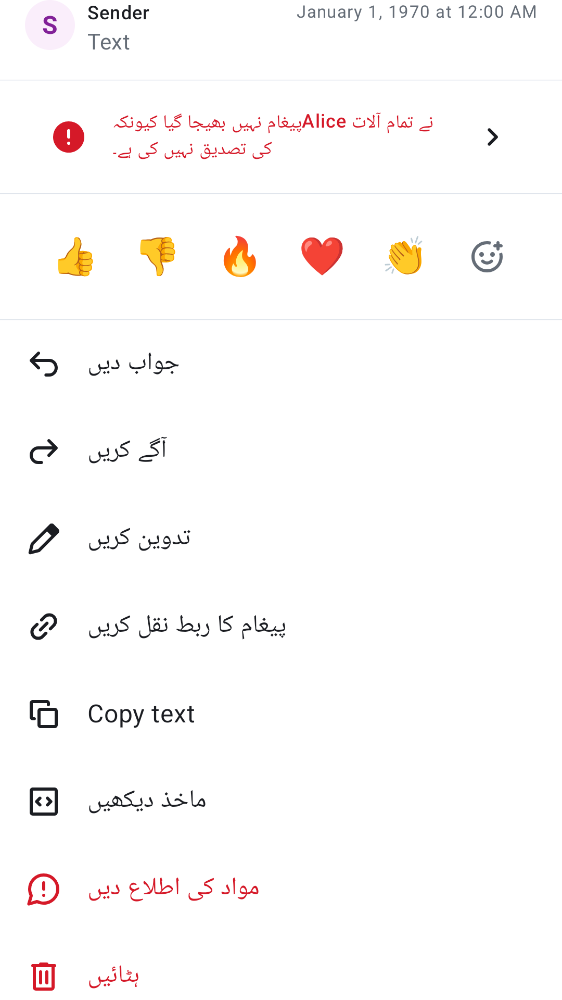 S
Sender
January 1, 1970 at 12:00 AM
Text
پیغام نہیں بھیجا گیا کیونکہ Alice نے تمام آلات
کی تصدیق نہیں کی ہے۔
جواب دیں
آگے کریں
تدوین کریں
پیغام کا ربط نقل کریں
Copy text
ماخذ دیکھیں
مواد کی اطلاع دیں
ہٹائیں